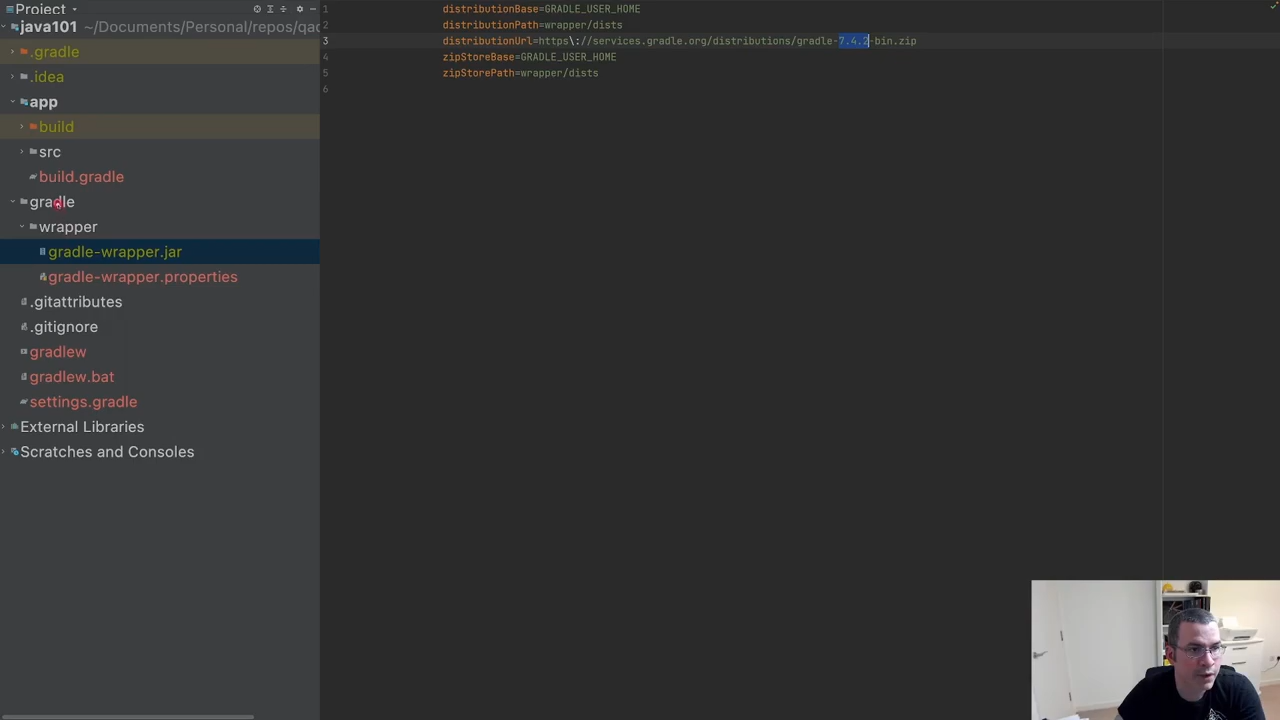 Project
java101 ~/Documents/Personal/repos/qac
.gradle
.idea
app
build
src
build.gradle
gradle
wrapper
gradle-wrapper.jar
gradle-wrapper.properties
.gitattributes
.gitignore
gradlew
gradlew.bat
settings.gradle
External Libraries
Scratches and Consoles
1 distributionBase=GRADLE_USER_HOME
2 distributionPath=wrapper/dists
3 distributionUrl=https\://services.gradle.org/distributions/gradle-7.4.2-bin.zip
4 zipStoreBase=GRADLE_USER_HOME
5 zipStorePath=wrapper/dists
6